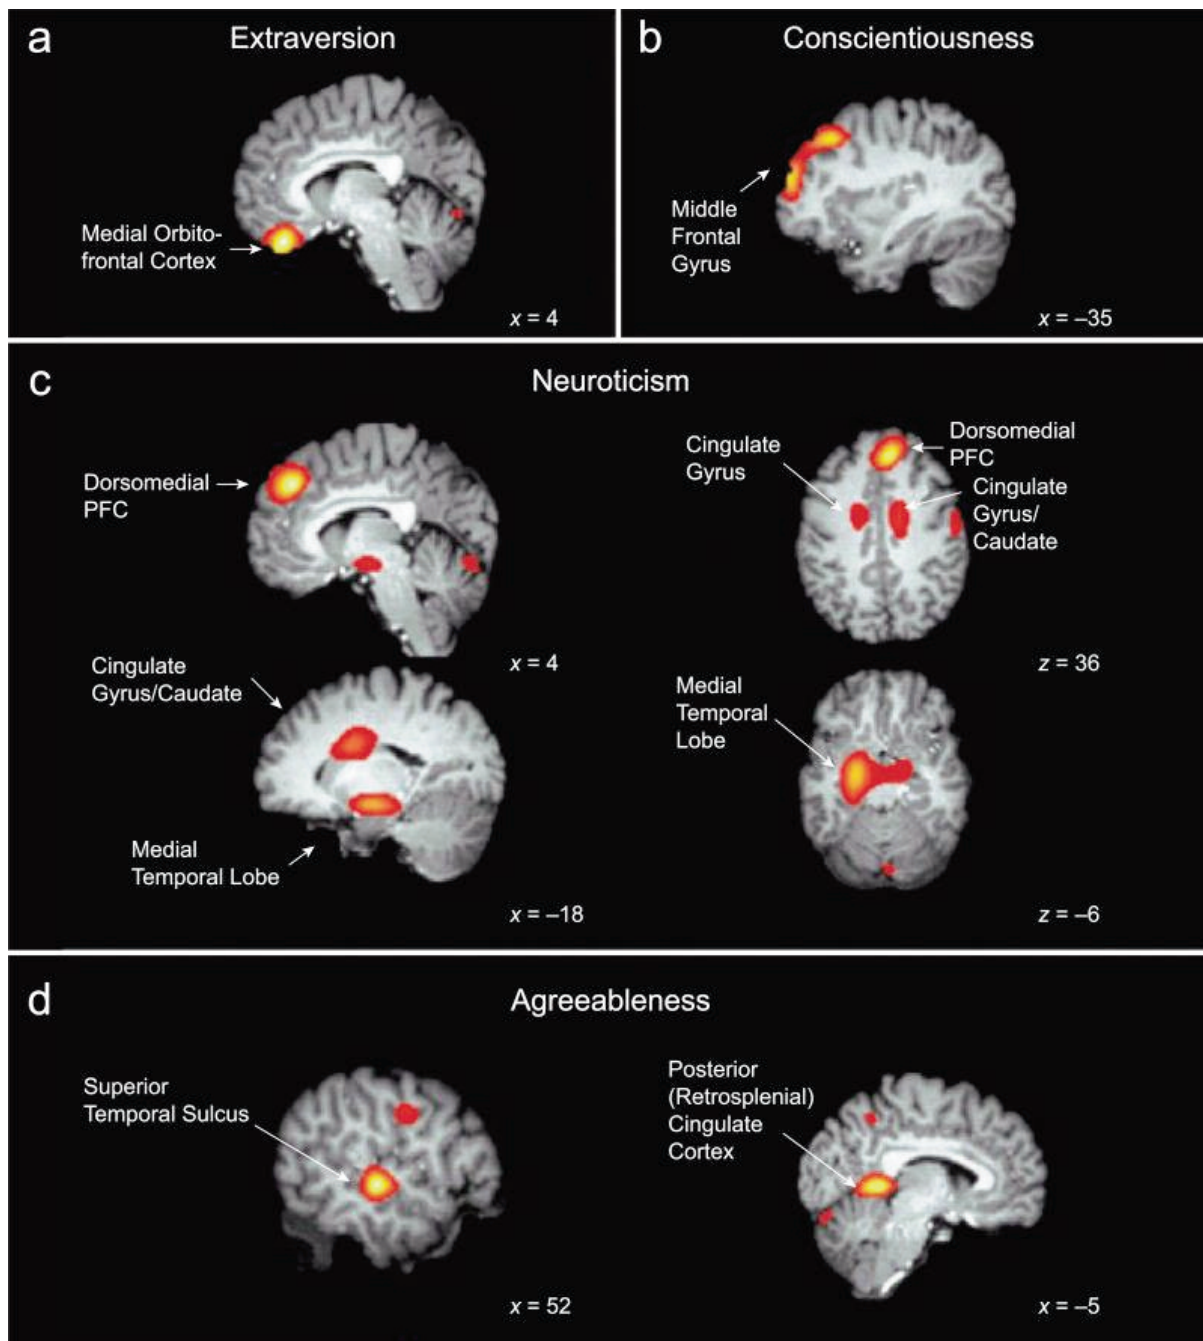 a
Extraversion
Medial Orbito-
frontal Cortex
x = 4
b
Conscientiousness
Middle
Frontal
Gyrus
x = –35
c
Neuroticism
Dorsomedial
PFC
x = 4
Cingulate
Gyrus
Dorsomedial
PFC
Cingulate
Gyrus/
Caudate
z = 36
Cingulate
Gyrus/Caudate
Medial
Temporal Lobe
x = –18
Medial
Temporal
Lobe
z = –6
d
Agreeableness
Superior
Temporal Sulcus
x = 52
Posterior
(Retrosplenial)
Cingulate
Cortex
x = –5